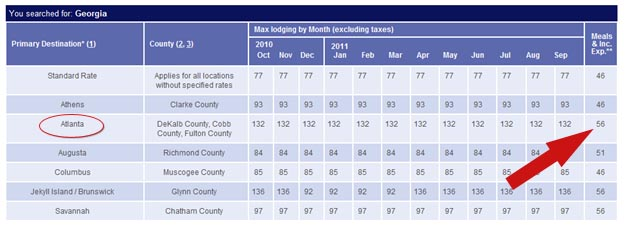 You searched for: Georgia
Primary Destination* (1)
County (2, 3)
Max lodging by Month (excluding taxes)
2010 Oct Nov Dec 2011 Jan Feb Mar Apr May Jun Jul Aug Sep
Meals & Inc. Exp.**
Standard Rate Applies for all locations without specified rates 77 77 77 77 77 77 77 77 77 77 77 77 46
Athens Clarke County 93 93 93 93 93 93 93 93 93 93 93 93 46
Atlanta DeKalb County, Cobb County, Fulton County 132 132 132 132 132 132 132 132 132 132 132 132 56
Augusta Richmond County 84 84 84 84 84 84 84 84 84 84 84 51
Columbus Muscogee County 85 85 85 85 85 85 85 85 85 85 85 85 46
Jekyll Island / Brunswick Glynn County 136 136 92 92 92 136 136 136 136 136 136 136 56
Savannah Chatham County 97 97 97 97 97 97 97 97 97 97 97 97 56